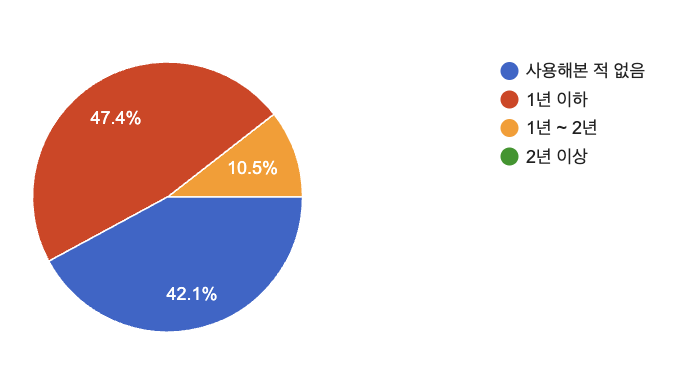 사용해본 적 없음
1년 이하
1년 ~ 2년
2년 이상
47.4%
10.5%
42.1%